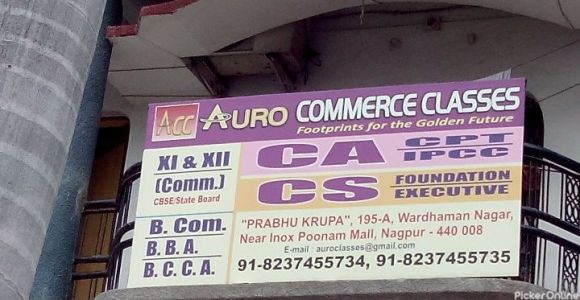 ACC AURO COMMERCE CLASSES
Footprints for the Golden Future
XI & XII
(Comm.)
CBSE/State Board
B. Com.
B. B. A.
B. C. C. A.
CA CPT
IPCC
CS FOUNDATION
EXECUTIVE
"PRABHU KRUPA", 195-A, Wardhaman Nagar,
Near Inox Poonam Mall, Nagpur - 440 008
E-mail : auroclasses@gmail.com
91-8237455734, 91-8237455735
PickerOnline